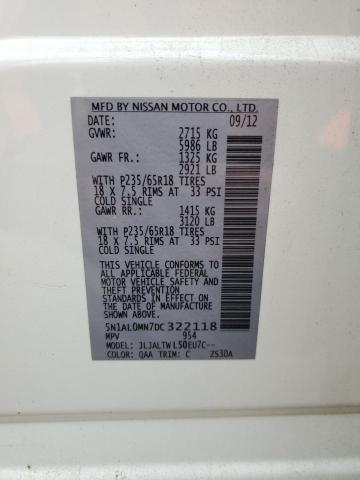 MFD BY NISSAN MOTOR CO., LTD.
DATE: 09/12
GVWR: 2715 KG
5986 LB
GAWR FR.: 1325 KG
2921 LB
WITH P235/65R18 TIRES
18 X 7.5 RIMS AT 33 PSI
COLD SINGLE
GAWR RR.: 1415 KG
3120 LB
WITH P235/65R18 TIRES
18 X 7.5 RIMS AT 33 PSI
COLD SINGLE
THIS VEHICLE CONFORMS TO
ALL APPLICABLE FEDERAL
MOTOR VEHICLE SAFETY AND
THEFT PREVENTION
STANDARDS IN EFFECT ON
THE DATE OF MANUFACTURE
SHOWN ABOVE.
5N1AL0MN7DC322118
MPV 954
MODEL: JLJALTWL50EU7C--
COLOR: QAA TRIM: C ZS30A